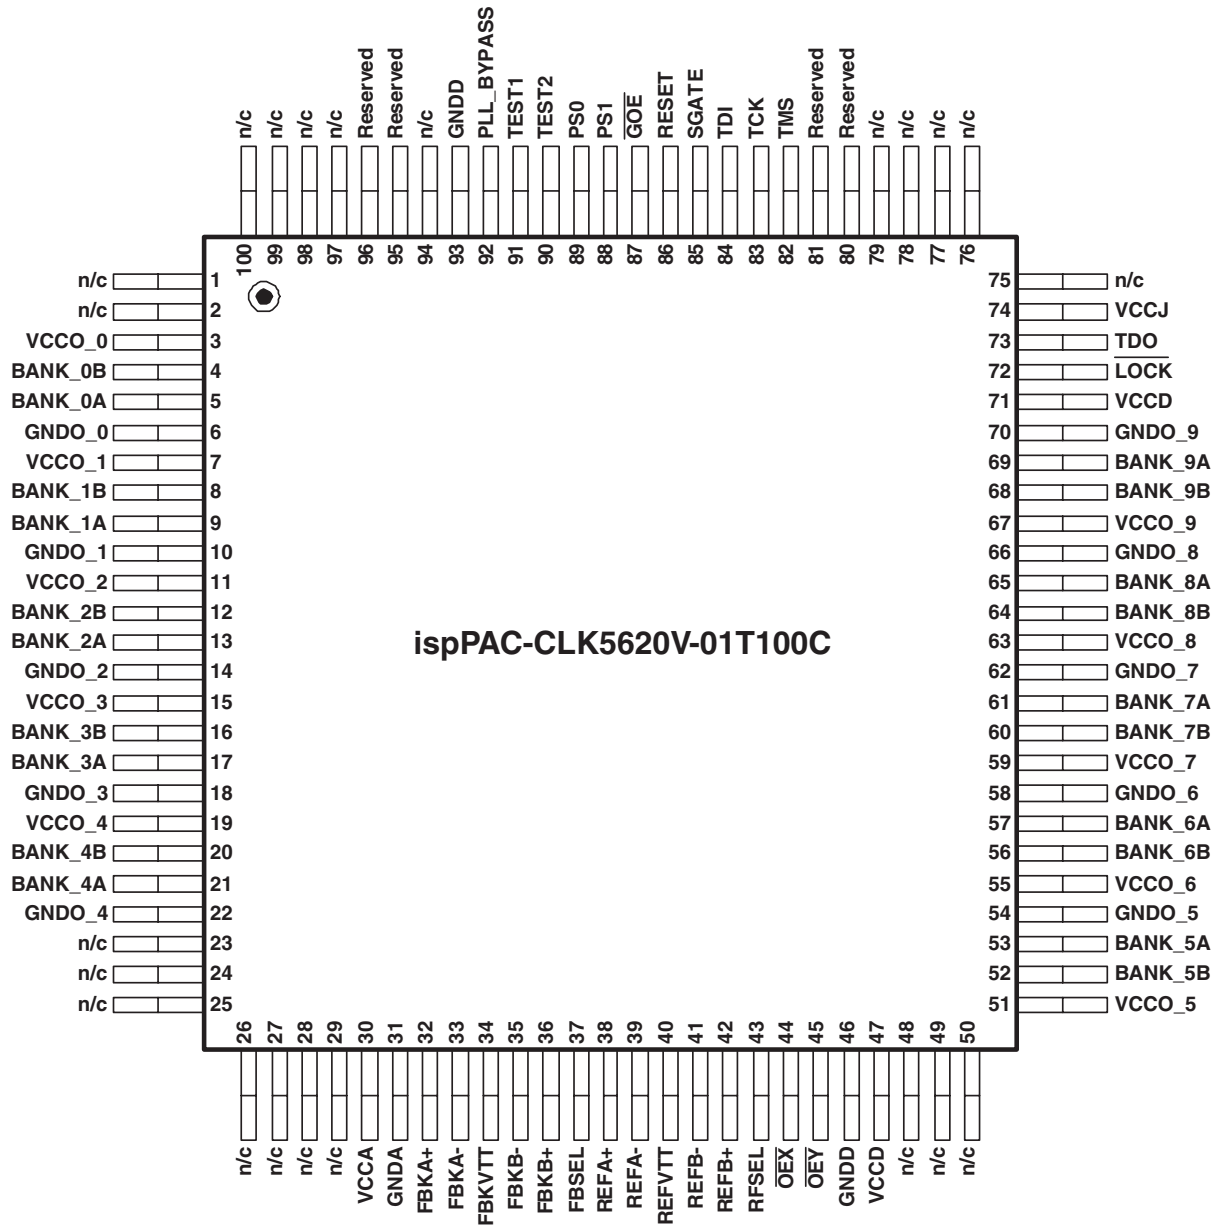 n/c
n/c
n/c
n/c
Reserved
Reserved
n/c
GNDD
PLL_BYPASS
TEST1
TEST2
PS0
PS1
GOE
RESET
SGATE
TDI
TCK
TMS
Reserved
Reserved
n/c
n/c
n/c
n/c
100
99
98
97
96
95
94
93
92
91
90
89
88
87
86
85
84
83
82
81
80
79
78
77
76
n/c 1
n/c 2
VCCO_0 3
BANK_0B 4
BANK_0A 5
GNDO_0 6
VCCO_1 7
BANK_1B 8
BANK_1A 9
GNDO_1 10
VCCO_2 11
BANK_2B 12
BANK_2A 13
GNDO_2 14
VCCO_3 15
BANK_3B 16
BANK_3A 17
GNDO_3 18
VCCO_4 19
BANK_4B 20
BANK_4A 21
GNDO_4 22
n/c 23
n/c 24
n/c 25
ispPAC-CLK5620V-01T100C
75 n/c
74 VCCJ
73 TDO
72 LOCK
71 VCCD
70 GNDO_9
69 BANK_9A
68 BANK_9B
67 VCCO_9
66 GNDO_8
65 BANK_8A
64 BANK_8B
63 VCCO_8
62 GNDO_7
61 BANK_7A
60 BANK_7B
59 VCCO_7
58 GNDO_6
57 BANK_6A
56 BANK_6B
55 VCCO_6
54 GNDO_5
53 BANK_5A
52 BANK_5B
51 VCCO_5
26
27
28
29
30
31
32
33
34
35
36
37
38
39
40
41
42
43
44
45
46
47
48
49
50
n/c
n/c
n/c
n/c
VCCA
GNDA
FBKA+
FBKA-
FBKVTT
FBKB-
FBKB+
FBSEL
REFA+
REFA-
REFVTT
REFB-
REFB+
RFSEL
OEX
OEY
GNDD
VCCD
n/c
n/c
n/c